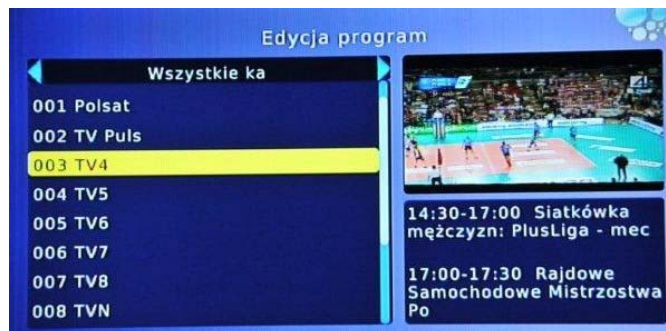 Edycja program
Wszystkie ka
001 Polsat
002 TV Puls
003 TV4
004 TV5
005 TV6
006 TV7
007 TV8
008 TVN
4
14:30-17:00 Siatkówka
mężczyzn: PlusLiga - mec
17:00-17:30 Rajdowe
Samochodowe Mistrzostwa
Po